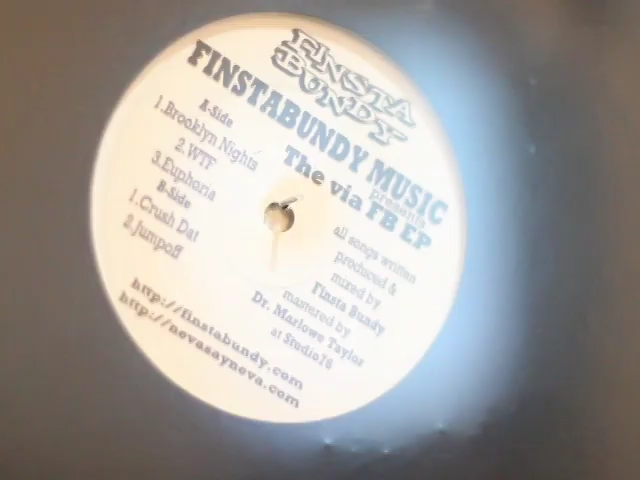 FINSTA
BUNDY
FINSTABUNDY MUSIC
presents
The via FB EP
A-Side
1.Brooklyn Nights
2.WTF
3.Euphoria
B-Side
1.Crush Dat
2.Jumpoff
all songs written
produced &
mixed by
Finsta Bundy
mastered by
Dr. Marlowe Taylor
at Studio76
http://finstabundy.com
http://nevasayneva.com